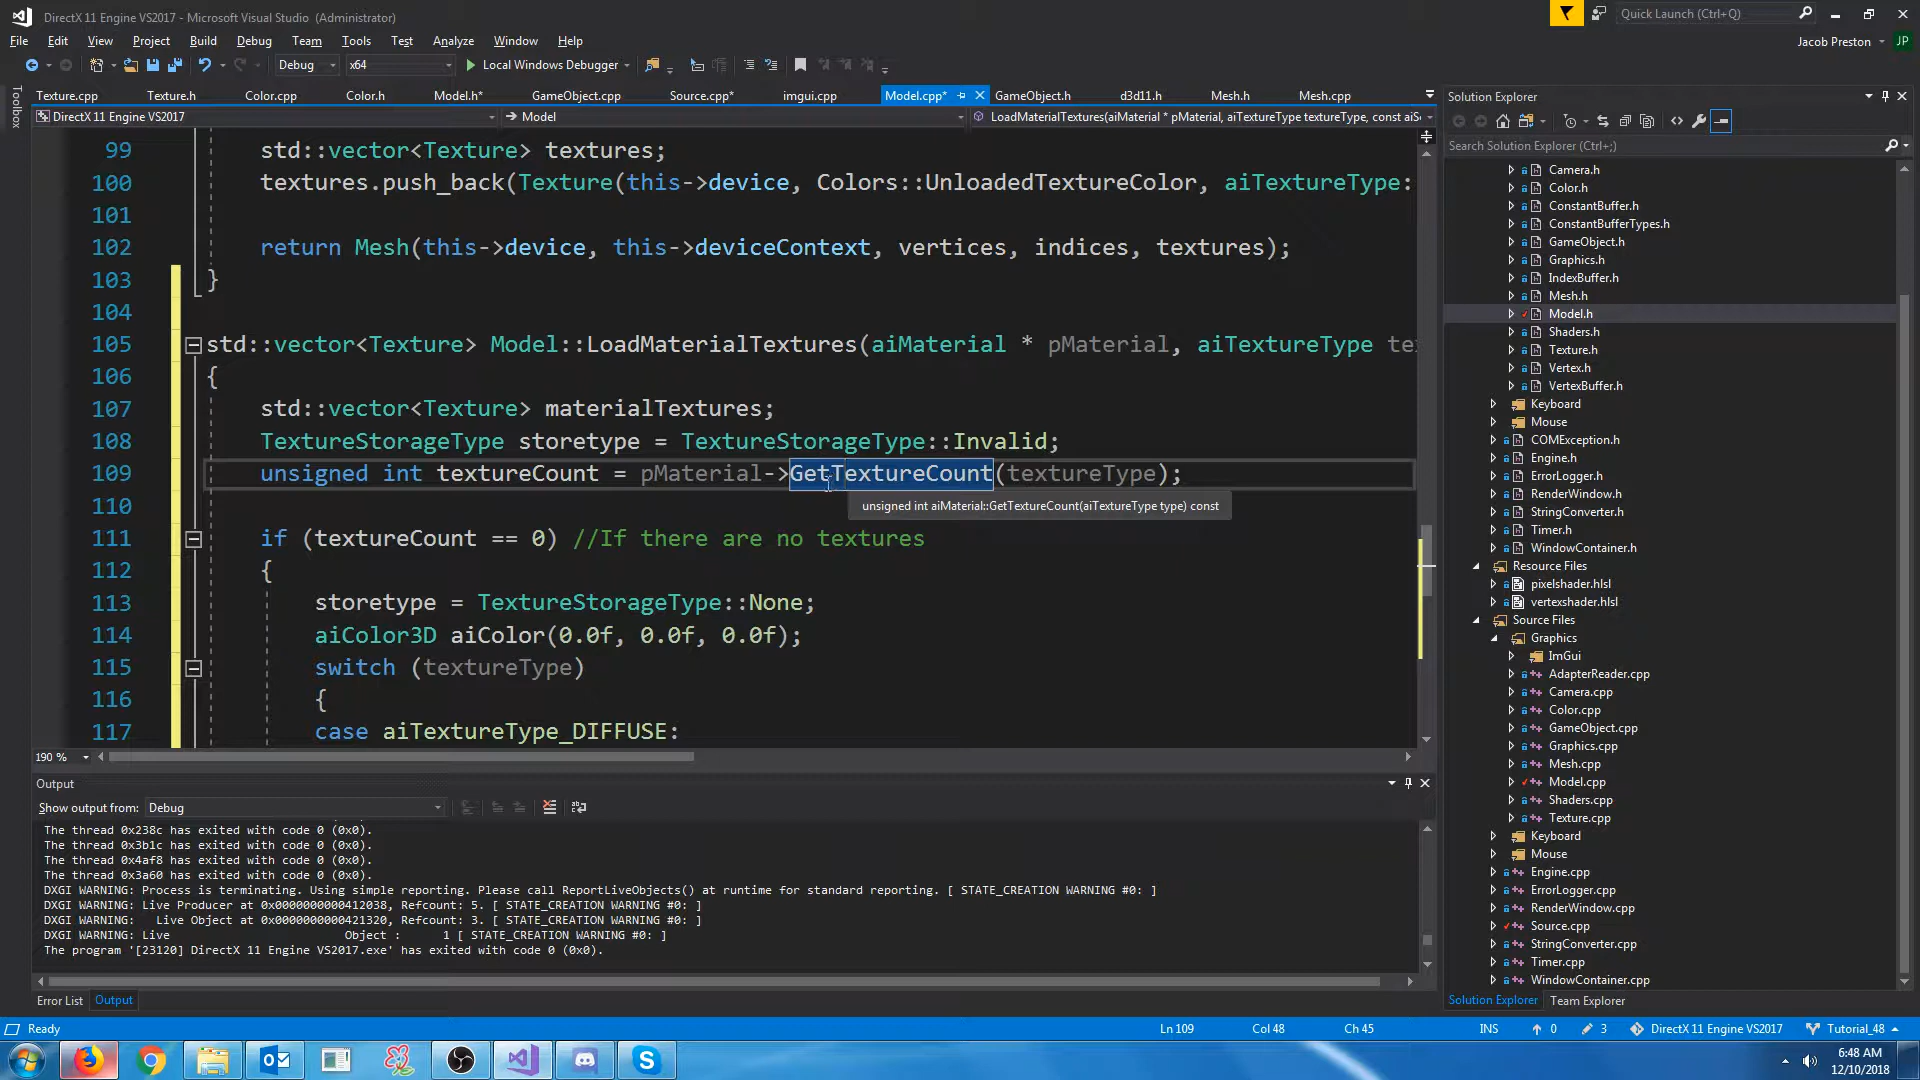 DirectX 11 Engine VS2017 - Microsoft Visual Studio (Administrator)
Quick Launch (Ctrl+Q)
File Edit View Project Build Debug Team Tools Test Analyze Window Help
Jacob Preston JP
Debug x64 Local Windows Debugger
Toolbox
Texture.cpp Texture.h Color.cpp Color.h Model.h* GameObject.cpp Source.cpp* imgui.cpp Model.cpp* GameObject.h d3d11.h Mesh.h Mesh.cpp
DirectX 11 Engine VS2017 Model LoadMaterialTextures(aiMaterial * pMaterial, aiTextureType textureType, const aiSc
99 std::vector<Texture> textures;
100 textures.push_back(Texture(this->device, Colors::UnloadedTextureColor, aiTextureType:
101
102 return Mesh(this->device, this->deviceContext, vertices, indices, textures);
103 }
104
105 std::vector<Texture> Model::LoadMaterialTextures(aiMaterial * pMaterial, aiTextureType te
106 {
107 std::vector<Texture> materialTextures;
108 TextureStorageType storetype = TextureStorageType::Invalid;
109 unsigned int textureCount = pMaterial->GetTextureCount(textureType);
unsigned int aiMaterial::GetTextureCount(aiTextureType type) const
110
111 if (textureCount == 0) //If there are no textures
112 {
113 storetype = TextureStorageType::None;
114 aiColor3D aiColor(0.0f, 0.0f, 0.0f);
115 switch (textureType)
116 {
117 case aiTextureType_DIFFUSE:
190 %
Output
Show output from: Debug
The thread 0x238c has exited with code 0 (0x0).
The thread 0x3b1c has exited with code 0 (0x0).
The thread 0x4af8 has exited with code 0 (0x0).
The thread 0x3a60 has exited with code 0 (0x0).
DXGI WARNING: Process is terminating. Using simple reporting. Please call ReportLiveObjects() at runtime for standard reporting. [ STATE_CREATION WARNING #0: ]
DXGI WARNING: Live Producer at 0x0000000000412038, Refcount: 5. [ STATE_CREATION WARNING #0: ]
DXGI WARNING: Live Object at 0x0000000000421320, Refcount: 3. [ STATE_CREATION WARNING #0: ]
DXGI WARNING: Live Object : 1 [ STATE_CREATION WARNING #0: ]
The program '[23120] DirectX 11 Engine VS2017.exe' has exited with code 0 (0x0).
Error List Output
Solution Explorer
Search Solution Explorer (Ctrl+;)
Camera.h
Color.h
ConstantBuffer.h
ConstantBufferTypes.h
GameObject.h
Graphics.h
IndexBuffer.h
Mesh.h
Model.h
Shaders.h
Texture.h
Vertex.h
VertexBuffer.h
Keyboard
Mouse
COMException.h
Engine.h
ErrorLogger.h
RenderWindow.h
StringConverter.h
Timer.h
WindowContainer.h
Resource Files
pixelshader.hlsl
vertexshader.hlsl
Source Files
Graphics
ImGui
AdapterReader.cpp
Camera.cpp
Color.cpp
GameObject.cpp
Graphics.cpp
Mesh.cpp
Model.cpp
Shaders.cpp
Texture.cpp
Keyboard
Mouse
Engine.cpp
ErrorLogger.cpp
RenderWindow.cpp
Source.cpp
StringConverter.cpp
Timer.cpp
WindowContainer.cpp
Solution Explorer Team Explorer
Ready Ln 109 Col 48 Ch 45 INS 0 3 DirectX 11 Engine VS2017 Tutorial_48
6:48 AM
12/10/2018